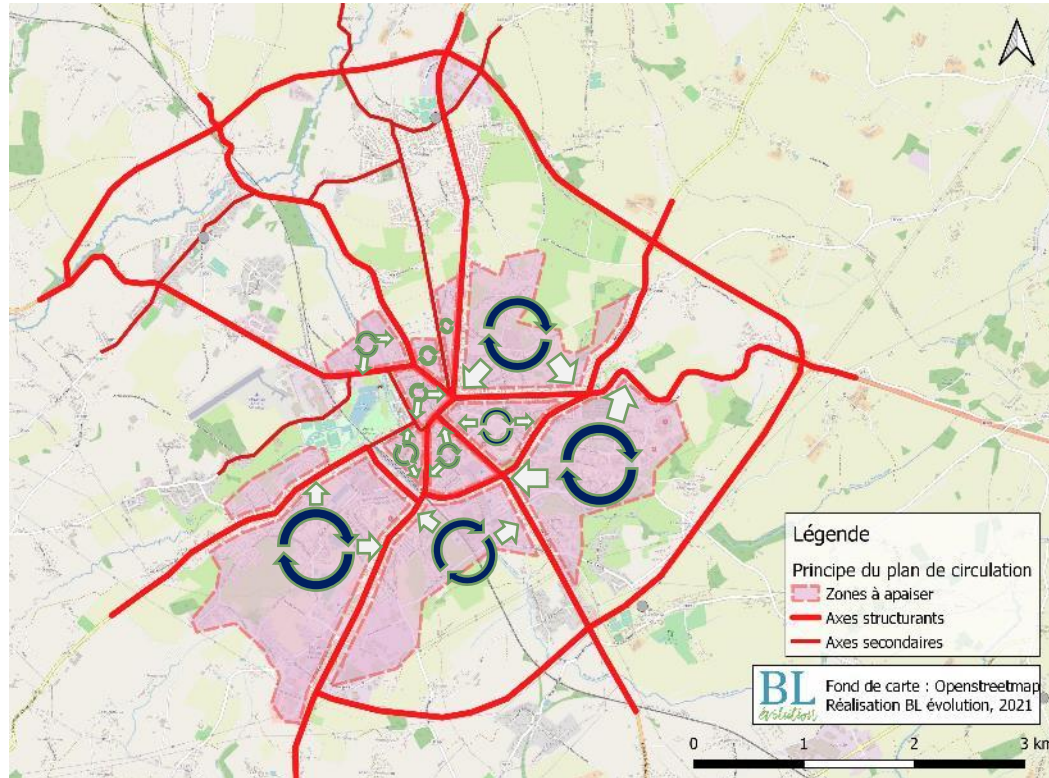 Légende
Principe du plan de circulation
Zones à apaiser
Axes structurants
Axes secondaires
BL
évolution
Fond de carte : Openstreetmap
Réalisation BL évolution, 2021
0 1 2 3 km